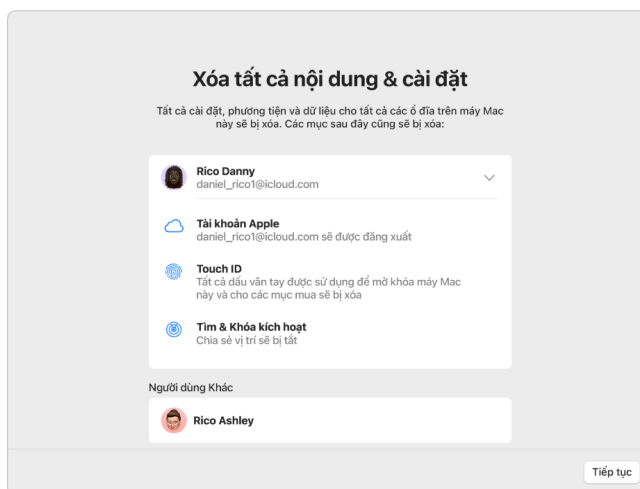 Xóa tất cả nội dung & cài đặt
Tất cả cài đặt, phương tiện và dữ liệu cho tất cả các ổ đĩa trên máy Mac
này sẽ bị xóa. Các mục sau đây cũng sẽ bị xóa:
Rico Danny
daniel_rico1@icloud.com
Tài khoản Apple
daniel_rico1@icloud.com sẽ được đăng xuất
Touch ID
Tất cả dấu vân tay được sử dụng để mở khóa máy Mac
này và cho các mục mua sẽ bị xóa
Tìm & Khóa kích hoạt
Chia sẻ vị trí sẽ bị tắt
Người dùng Khác
Rico Ashley
Tiếp tục